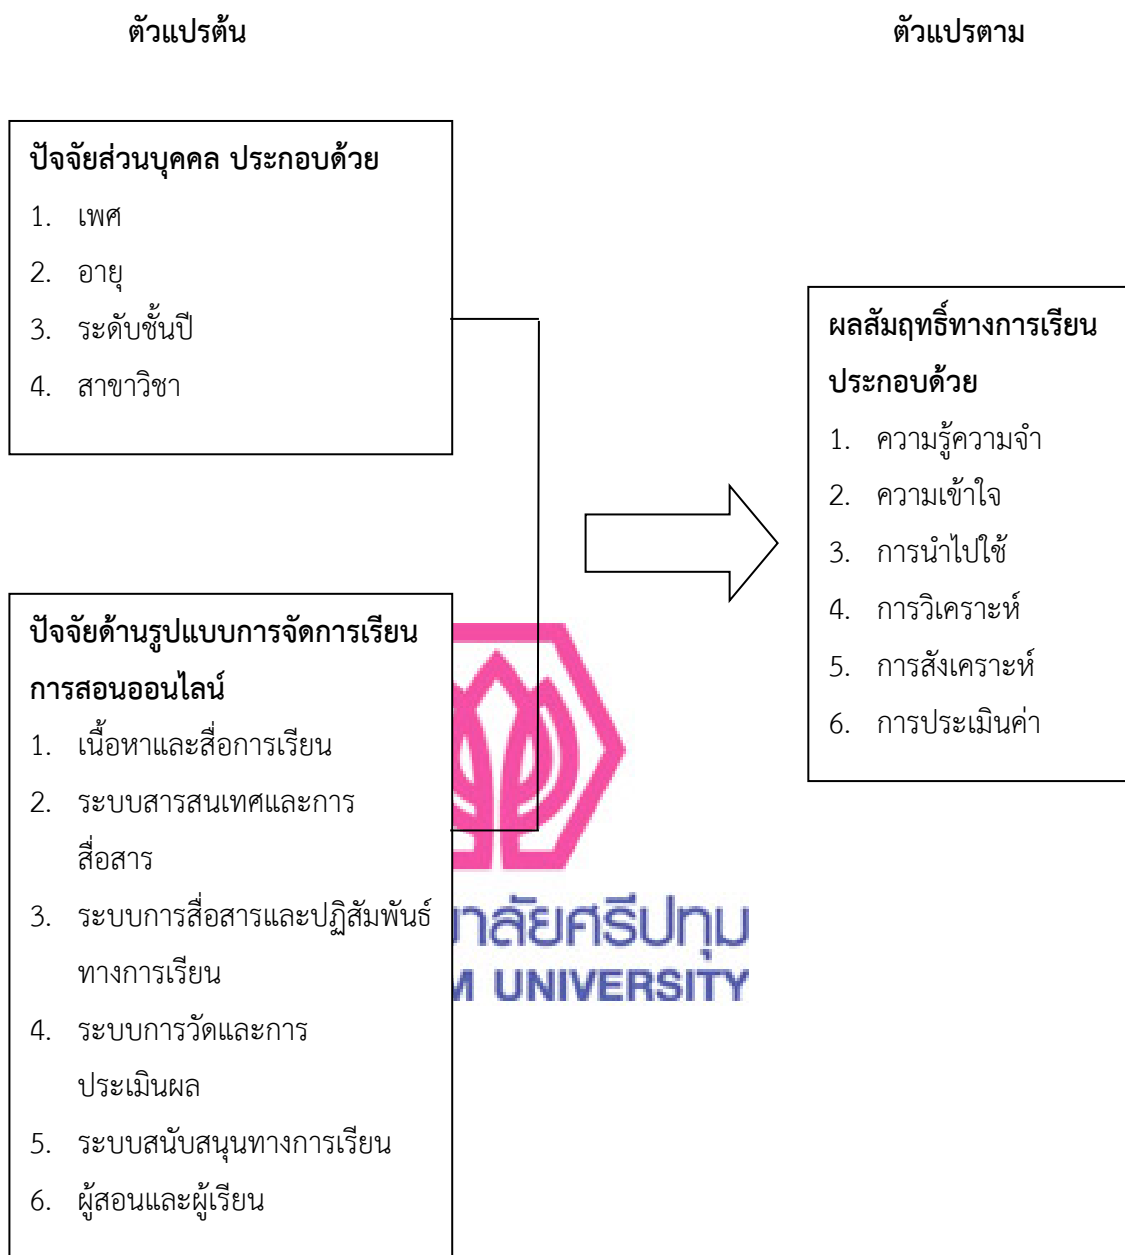 ตัวแปรต้น
ตัวแปรตาม
ปัจจัยส่วนบุคคล ประกอบด้วย
1. เพศ
2. อายุ
3. ระดับชั้นปี
4. สาขาวิชา
ผลสัมฤทธิ์ทางการเรียน
ประกอบด้วย
1. ความรู้ความจำ
2. ความเข้าใจ
3. การนำไปใช้
4. การวิเคราะห์
5. การสังเคราะห์
6. การประเมินค่า
ปัจจัยด้านรูปแบบการจัดการเรียน
การสอนออนไลน์
1. เนื้อหาและสื่อการเรียน
2. ระบบสารสนเทศและการ
สื่อสาร
3. ระบบการสื่อสารและปฏิสัมพันธ์
ทางการเรียน
4. ระบบการวัดและการ
ประเมินผล
5. ระบบสนับสนุนทางการเรียน
6. ผู้สอนและผู้เรียน
าลัยศรีปทุม
M UNIVERSITY